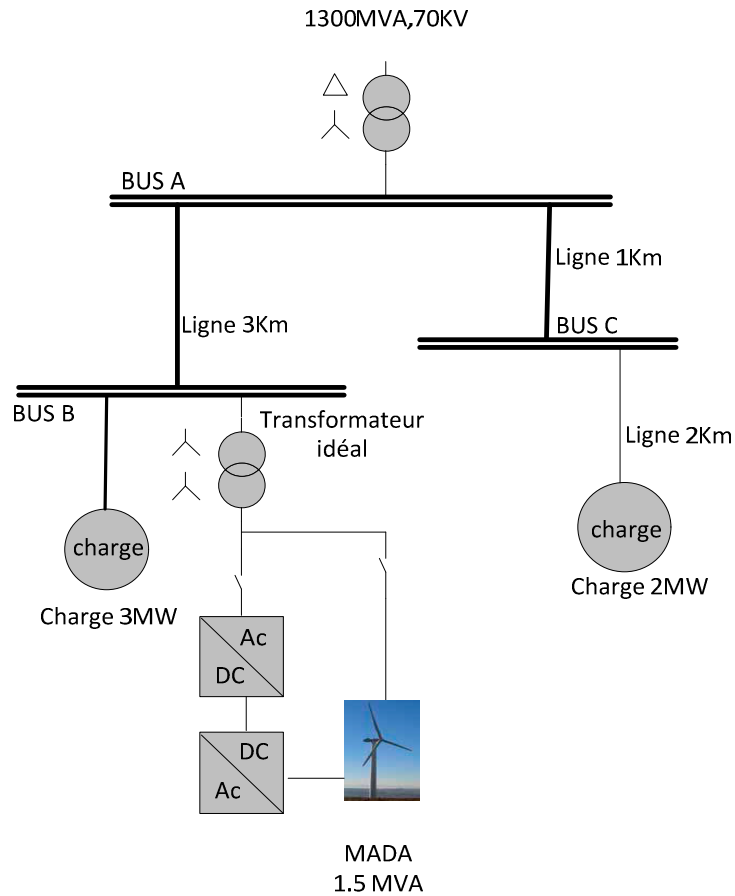 1300MVA,70KV
BUS A
Ligne 1Km
Ligne 3Km
BUS C
BUS B
Transformateur
idéal
Ligne 2Km
charge
charge
Charge 3MW
Charge 2MW
Ac
DC
DC
Ac
MADA
1.5 MVA